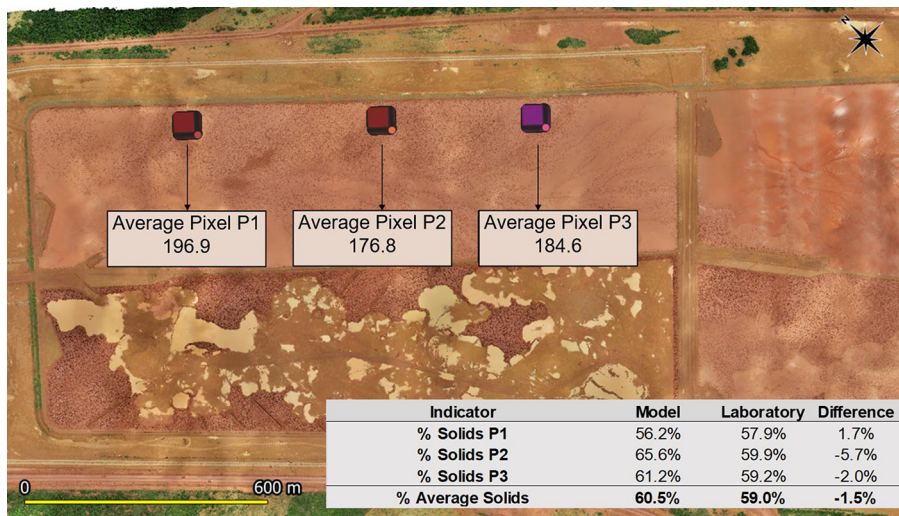 N
Average Pixel P1
196.9
Average Pixel P2
176.8
Average Pixel P3
184.6
Indicator Model Laboratory Difference
% Solids P1 56.2% 57.9% 1.7%
% Solids P2 65.6% 59.9% -5.7%
% Solids P3 61.2% 59.2% -2.0%
% Average Solids 60.5% 59.0% -1.5%
0 600 m